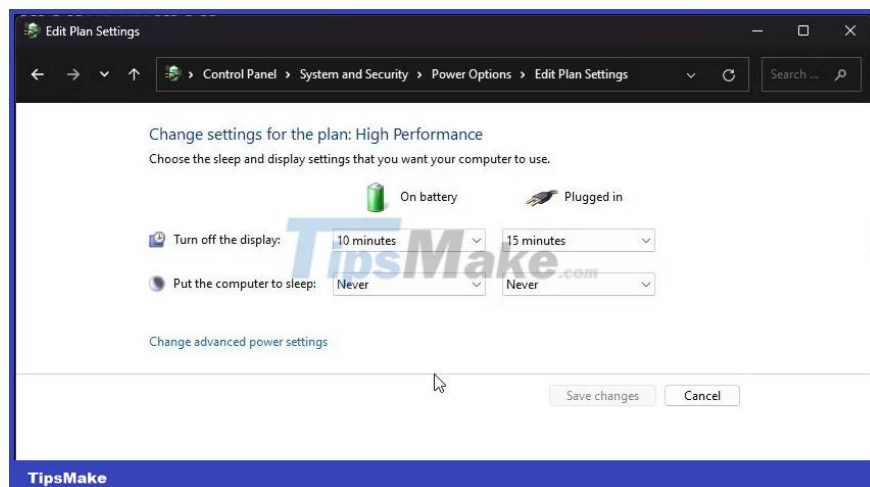 Edit Plan Settings
Control Panel › System and Security › Power Options › Edit Plan Settings
Search ...
Change settings for the plan: High Performance
Choose the sleep and display settings that you want your computer to use.
On battery Plugged in
Turn off the display: 10 minutes 15 minutes
TipsMake.com
Put the computer to sleep: Never Never
Change advanced power settings
Save changes Cancel
TipsMake